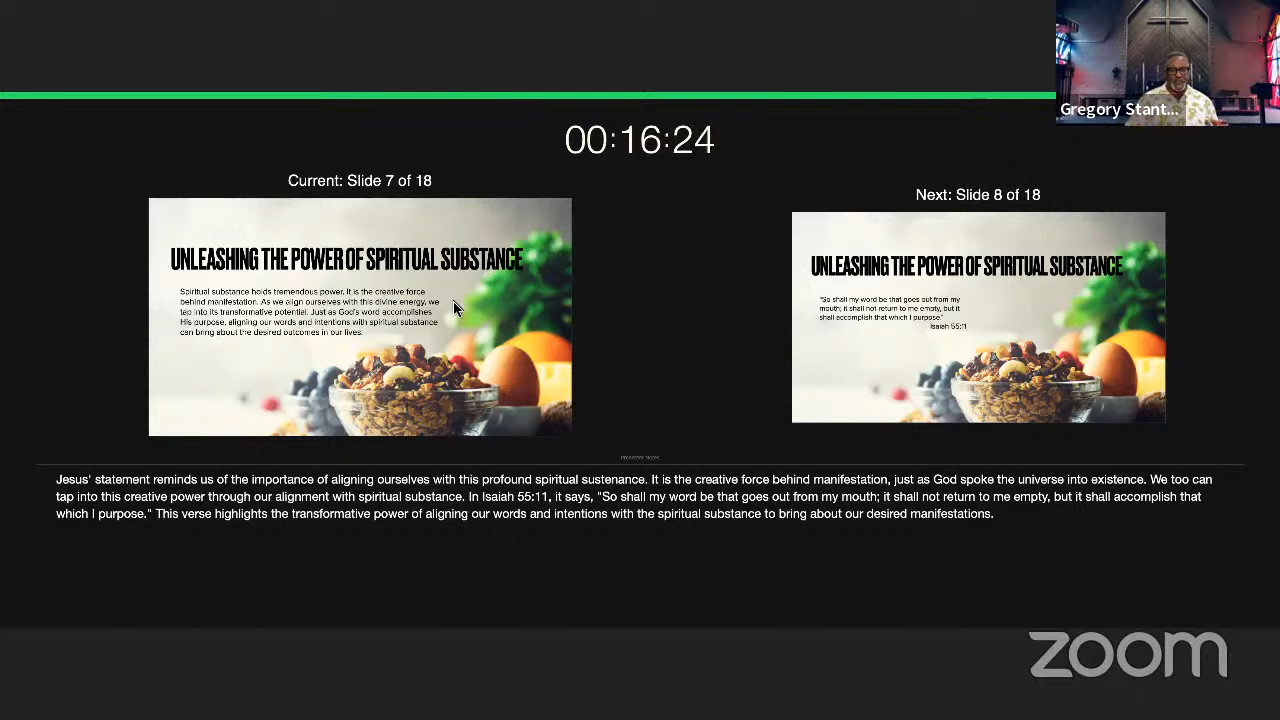 Gregory Stant...
00:16:24
Current: Slide 7 of 18
Next: Slide 8 of 18
UNLEASHING THE POWER OF SPIRITUAL SUBSTANCE
Spiritual substance holds tremendous power. It is the creative force
behind manifestation. As we align ourselves with this divine energy, we
tap into its transformative potential. Just as God's word accomplishes
His purpose, aligning our words and intentions with spiritual substance
can bring about the desired outcomes in our lives.
UNLEASHING THE POWER OF SPIRITUAL SUBSTANCE
"So shall my word be that goes out from my
mouth; it shall not return to me empty, but it
shall accomplish that which I purpose."
Isaiah 55:11
Presenter Notes
Jesus' statement reminds us of the importance of aligning ourselves with this profound spiritual sustenance. It is the creative force behind manifestation, just as God spoke the universe into existence. We too can
tap into this creative power through our alignment with spiritual substance. In Isaiah 55:11, it says, "So shall my word be that goes out from my mouth; it shall not return to me empty, but it shall accomplish that
which I purpose." This verse highlights the transformative power of aligning our words and intentions with the spiritual substance to bring about our desired manifestations.
zoom